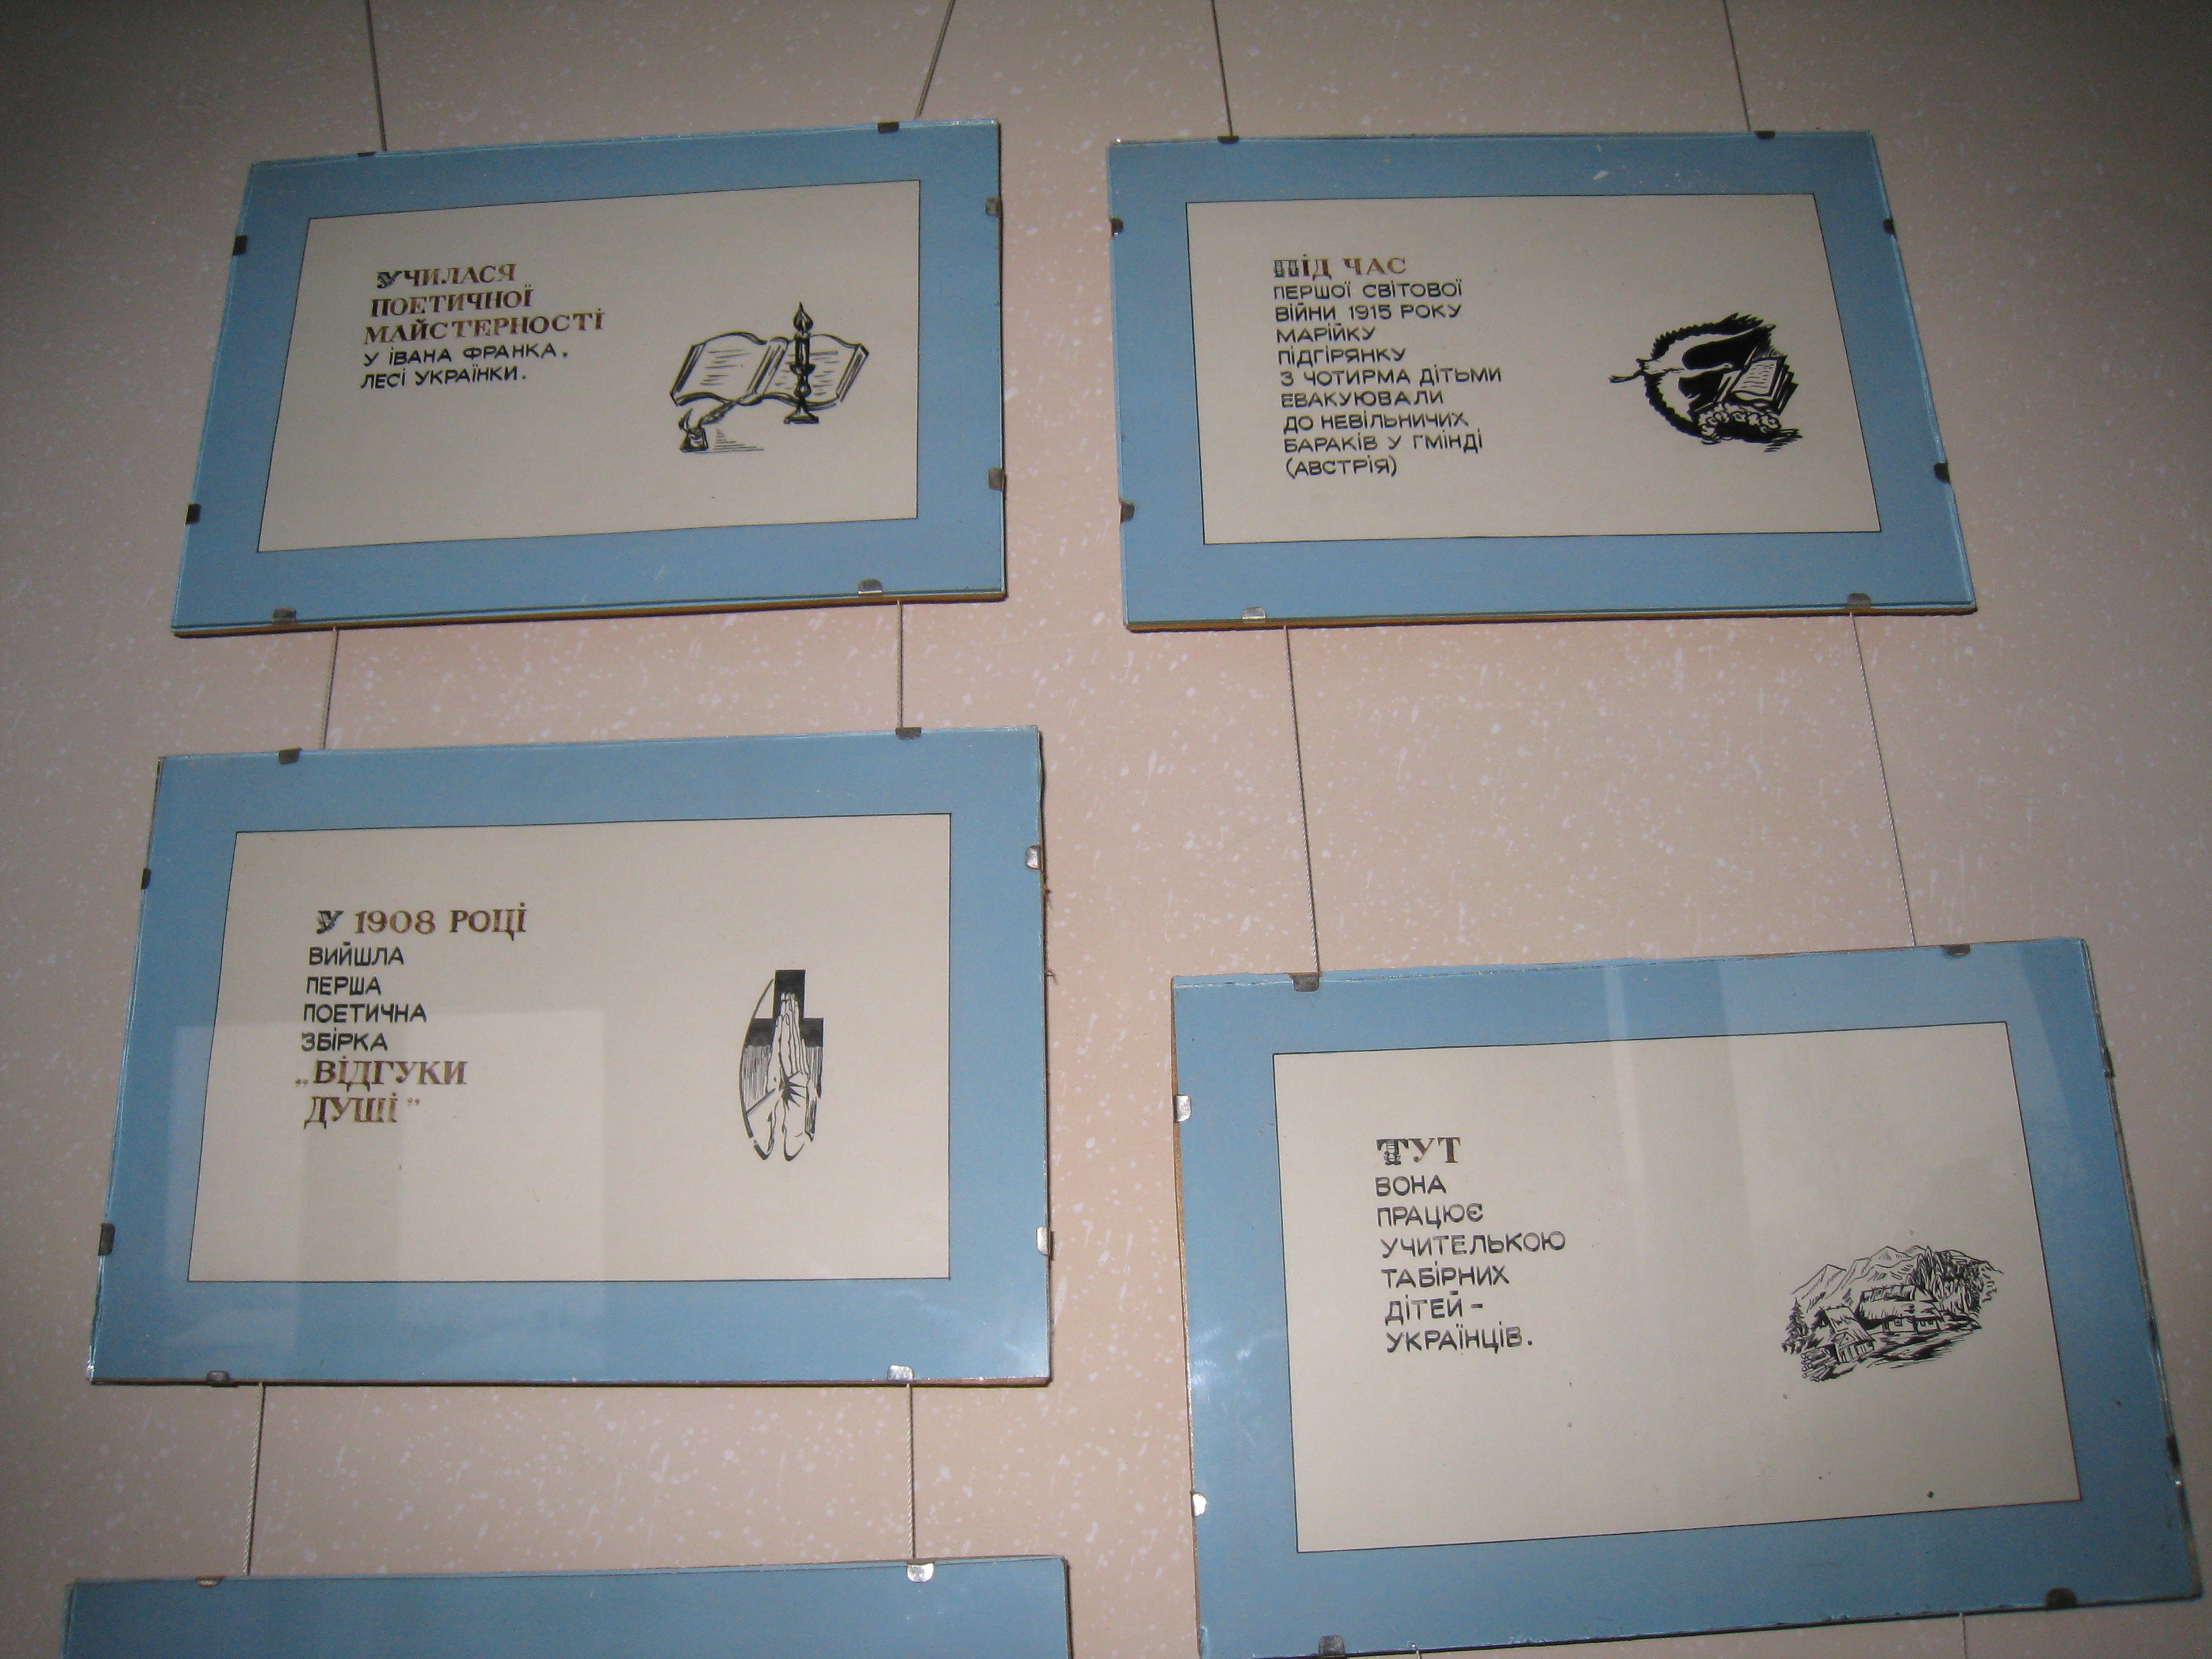 УЧИЛАСЯ
ПОЕТИЧНОЇ
МАЙСТЕРНОСТІ
У ІВАНА ФРАНКА,
ЛЕСІ УКРАЇНКИ.
ПІД ЧАС
ПЕРШОЇ СВІТОВОЇ
ВІЙНИ 1915 РОКУ
МАРІЙКУ
ПІДГІРЯНКУ
З ЧОТИРМА ДІТЬМИ
ЕВАКУЮВАЛИ
ДО НЕВІЛЬНИЧИХ
БАРАКІВ У ГМІНДІ
(АВСТРІЯ)
У 1908 РОЦІ
ВИЙШЛА
ПЕРША
ПОЕТИЧНА
ЗБІРКА
„ВІДГУКИ
ДУШІ”
ТУТ
ВОНА
ПРАЦЮЄ
УЧИТЕЛЬКОЮ
ТАБІРНИХ
ДІТЕЙ-
УКРАЇНЦІВ.